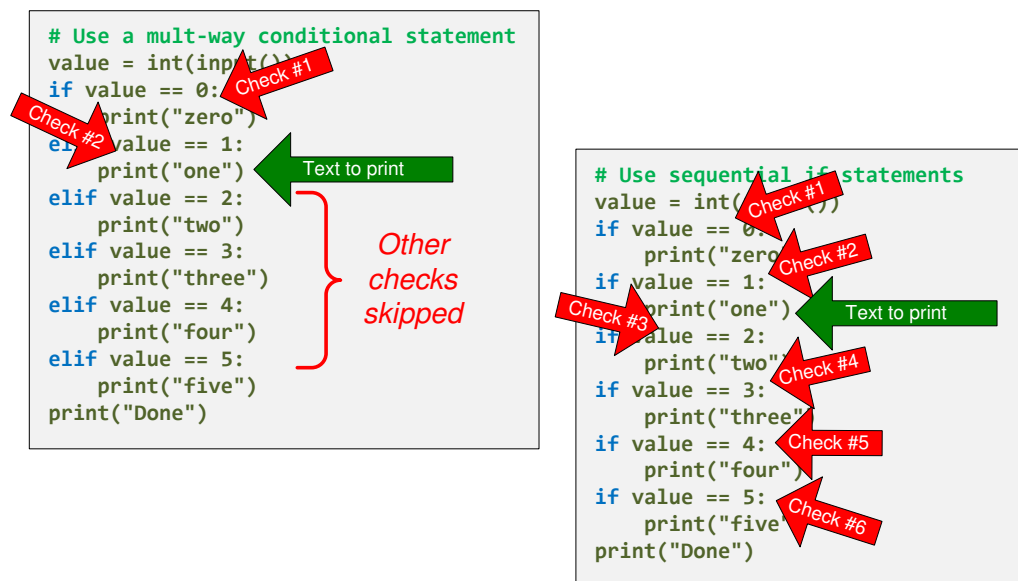 # Use a mult-way conditional statement
value = int(input())
Check #1
if value == 0:
print("zero")
Check #2
value == 1:
print("one")
Text to print
elif value == 2:
print("two")
elif value == 3:
print("three")
elif value == 4:
print("four")
elif value == 5:
print("five")
print("Done")
Other
checks
skipped
# Use sequential if statements
value = int( ())
Check #1
if value == 0:
print("zero
Check #2
if value == 1:
print("one")
Text to print
Check #3
if value == 2:
print("two")
Check #4
if value == 3:
print("three")
if value == 4:
Check #5
print("four")
if value == 5:
Check #6
print("five"
print("Done")